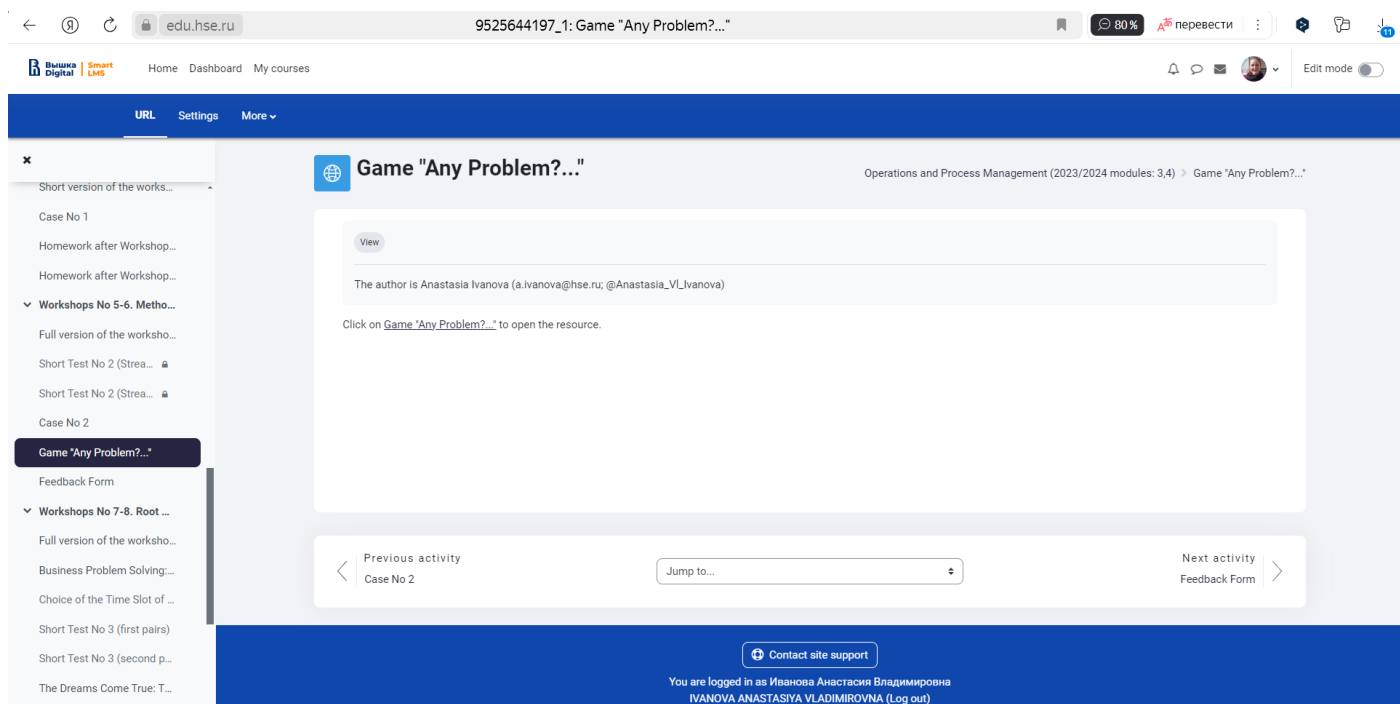 edu.hse.ru
9525644197_1: Game "Any Problem?..."
80%
перевести
11
Вышка Digital Smart LMS
Home Dashboard My courses
Edit mode
URL Settings More
Short version of the works...
Case No 1
Homework after Workshop...
Homework after Workshop...
Workshops No 5-6. Metho...
Full version of the worksho...
Short Test No 2 (Strea...
Short Test No 2 (Strea...
Case No 2
Game "Any Problem?..."
Feedback Form
Workshops No 7-8. Root ...
Full version of the worksho...
Business Problem Solving:...
Choice of the Time Slot of ...
Short Test No 3 (first pairs)
Short Test No 3 (second p...
The Dreams Come True: T...
Game "Any Problem?..."
Operations and Process Management (2023/2024 modules: 3,4) > Game "Any Problem?..."
View
The author is Anastasia Ivanova (a.ivanova@hse.ru; @Anastasia_Vl_Ivanova)
Click on Game "Any Problem?..." to open the resource.
Previous activity
Case No 2
Jump to...
Next activity
Feedback Form
Contact site support
You are logged in as Иванова Анастасия Владимировна
IVANOVA ANASTASIYA VLADIMIROVNA (Log out)